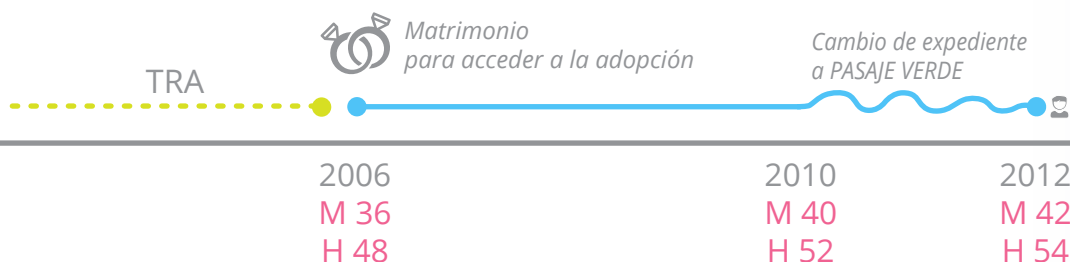 Matrimonio
para acceder a la adopción
Cambio de expediente
a PASAJE VERDE
TRA
2006
M 36
H 48
2010
M 40
H 52
2012
M 42
H 54